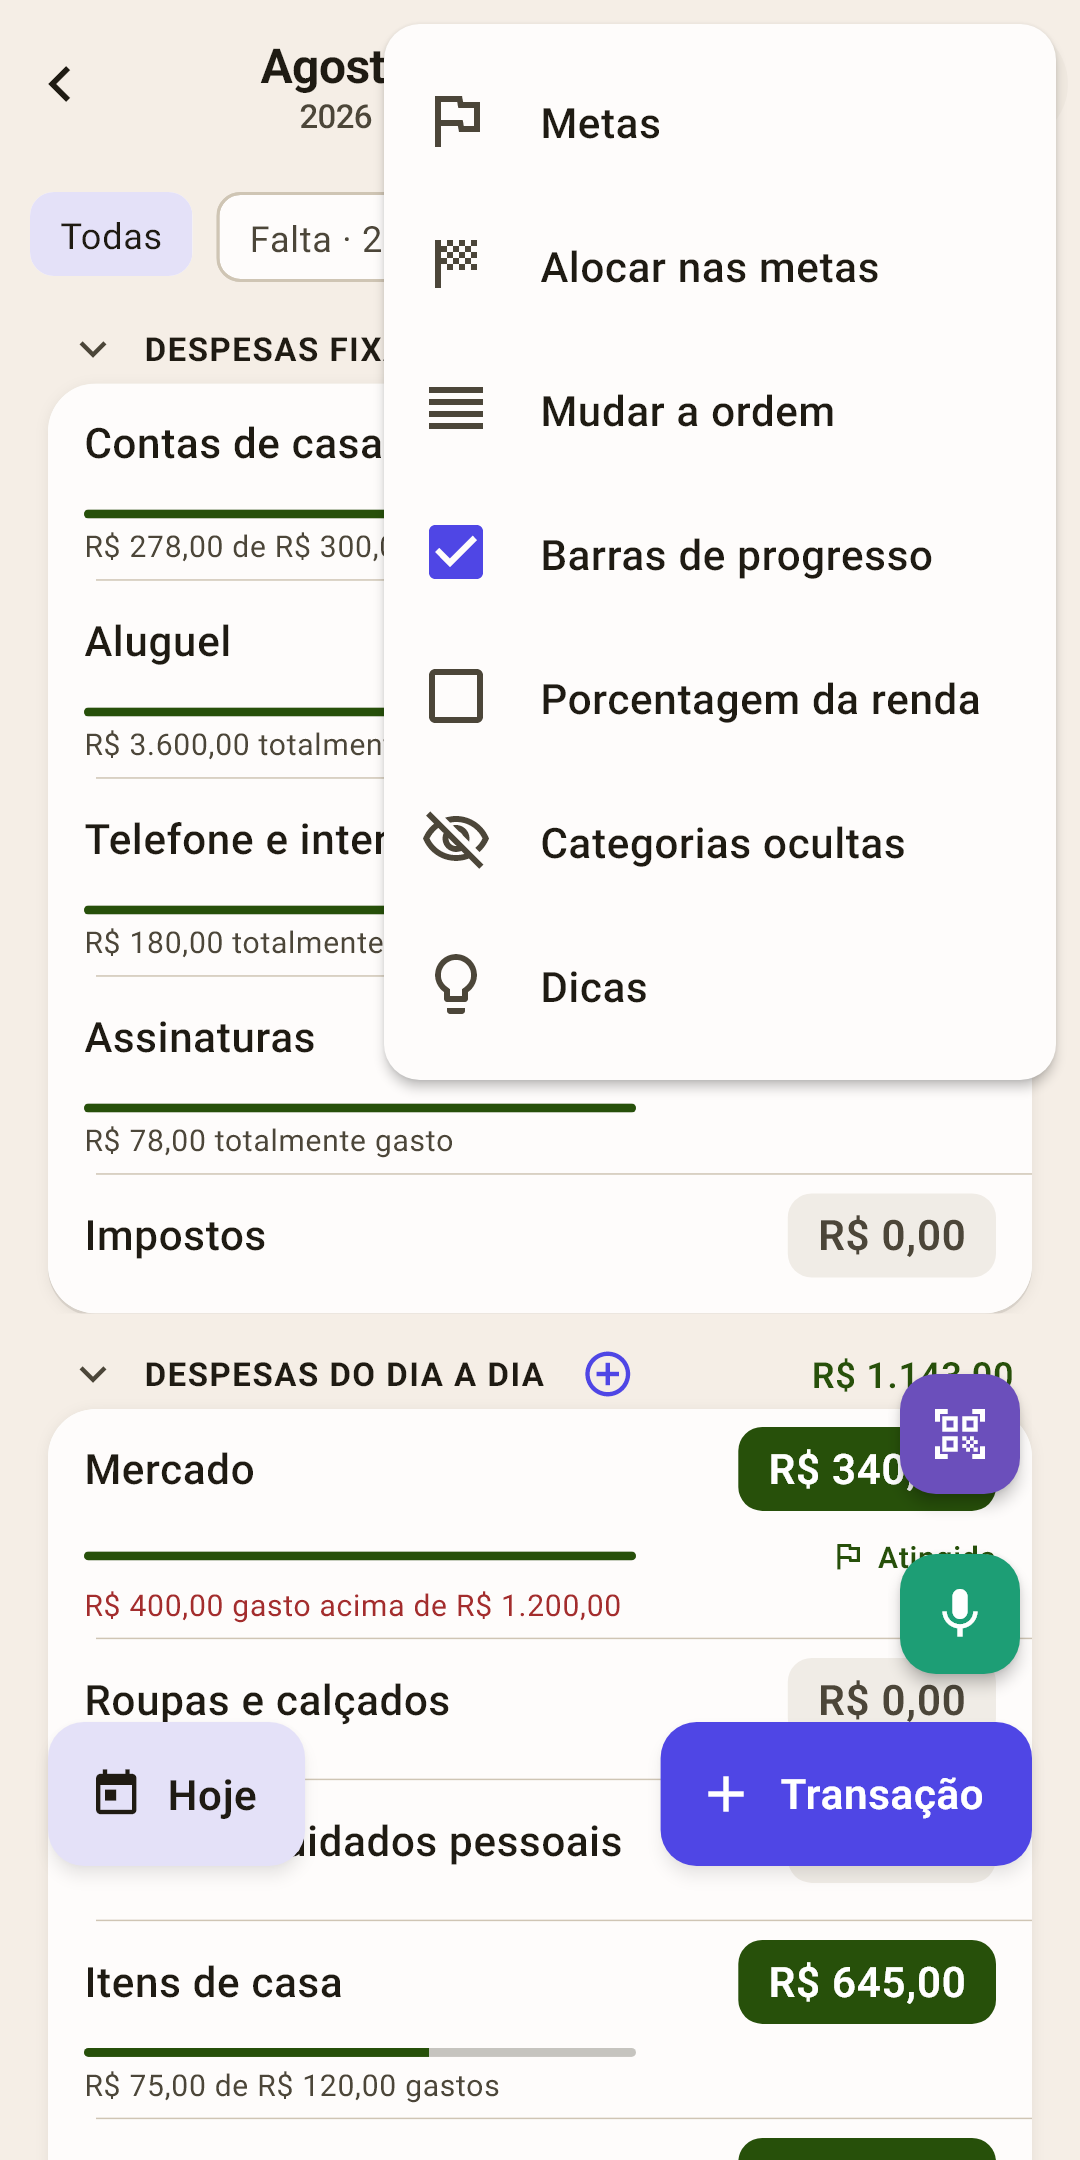 Agost
2026
Metas
Alocar nas metas
Mudar a ordem
Barras de progresso
Porcentagem da renda
Categorias ocultas
Dicas
Todas
Falta · 2
DESPESAS FIX
Contas de casa
R$ 278,00 de R$ 300,
Aluguel
R$ 3.600,00 totalmen
Telefone e inter
R$ 180,00 totalmente
Assinaturas
R$ 78,00 totalmente gasto
Impostos
R$ 0,00
DESPESAS DO DIA A DIA
R$ 1.143,00
Mercado
R$ 340,
Atingida
R$ 400,00 gasto acima de R$ 1.200,00
Roupas e calçados
R$ 0,00
Hoje
Transação
idados pessoais
Itens de casa
R$ 645,00
R$ 75,00 de R$ 120,00 gastos